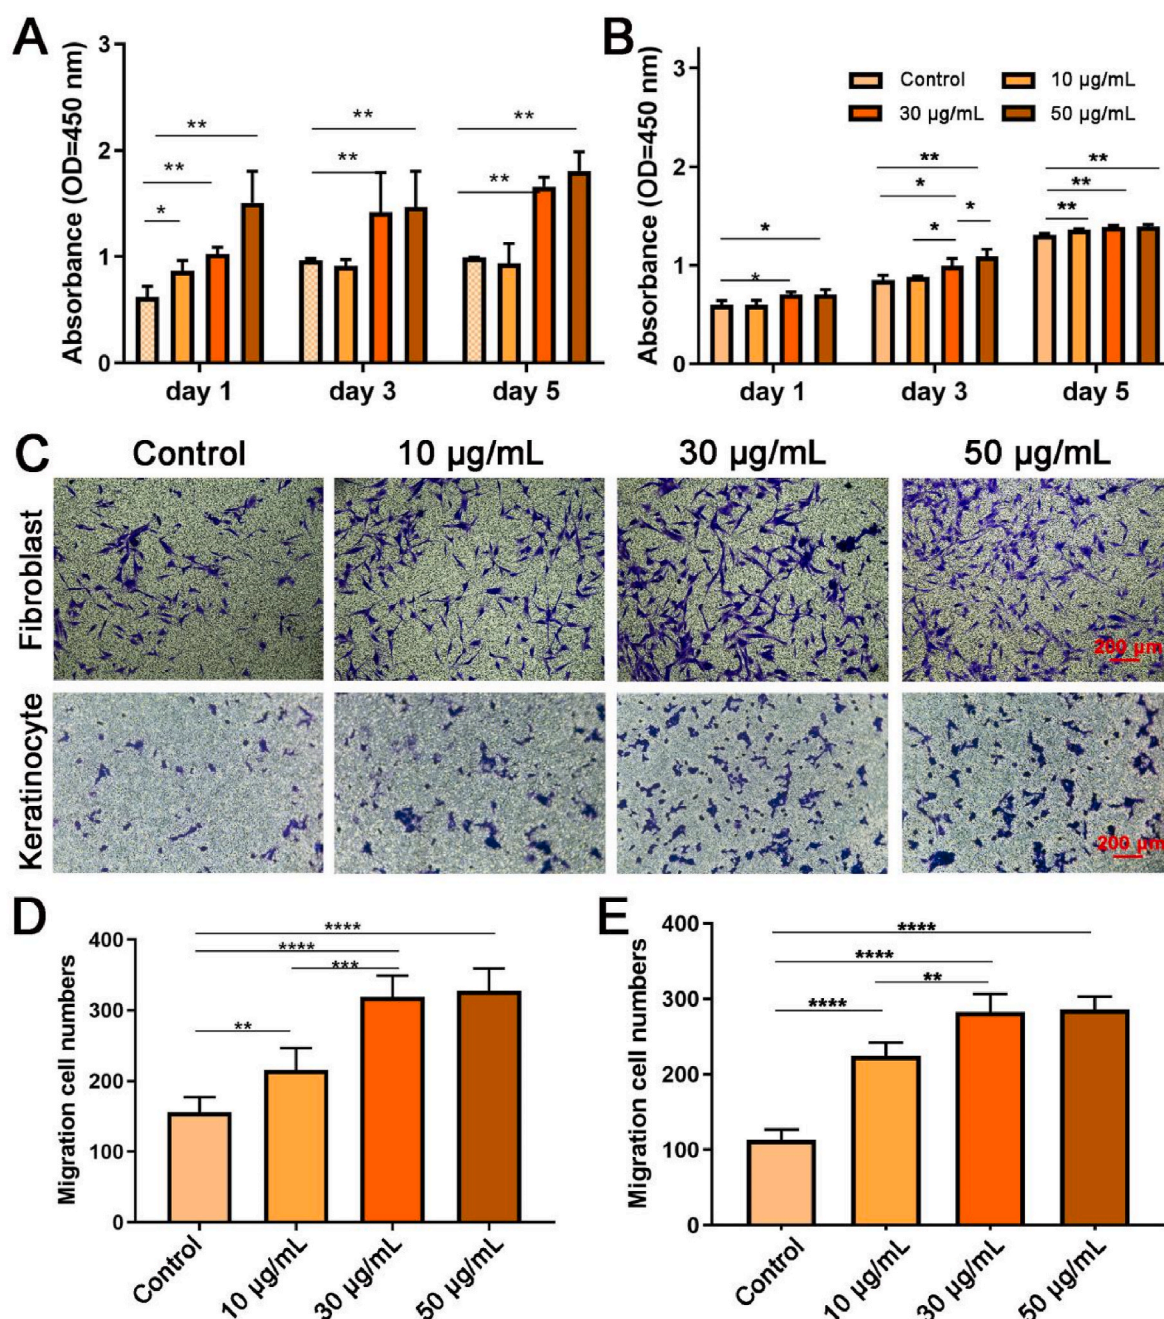 A
Absorbance (OD=450 nm)
3
2
1
0
**
**
*
**
**
**
**
day 1
day 3
day 5
B
Absorbance (OD=450 nm)
3
2
1
0
Control
10 µg/mL
30 µg/mL
50 µg/mL
*
*
**
*
*
*
**
**
**
day 1
day 3
day 5
C
Control
10 µg/mL
30 µg/mL
50 µg/mL
Fibroblast
200 µm
Keratinocyte
200 µm
D
Migration cell numbers
400
300
200
100
0
****
****
***
**
Control
10 µg/mL
30 µg/mL
50 µg/mL
E
Migration cell numbers
400
300
200
100
0
****
****
**
****
Control
10 µg/mL
30 µg/mL
50 µg/mL